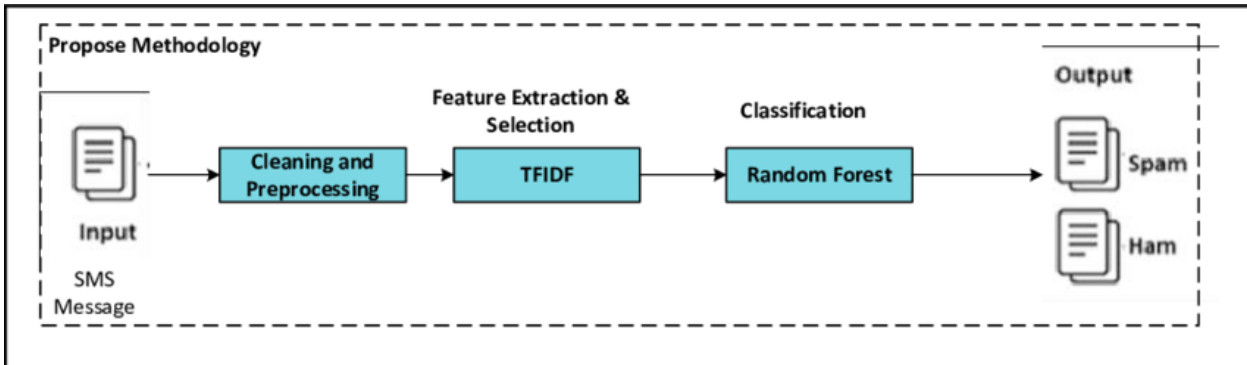 Propose Methodology
Input
SMS
Message
Cleaning and
Preprocessing
Feature Extraction &
Selection
TFIDF
Classification
Random Forest
Output
Spam
Ham